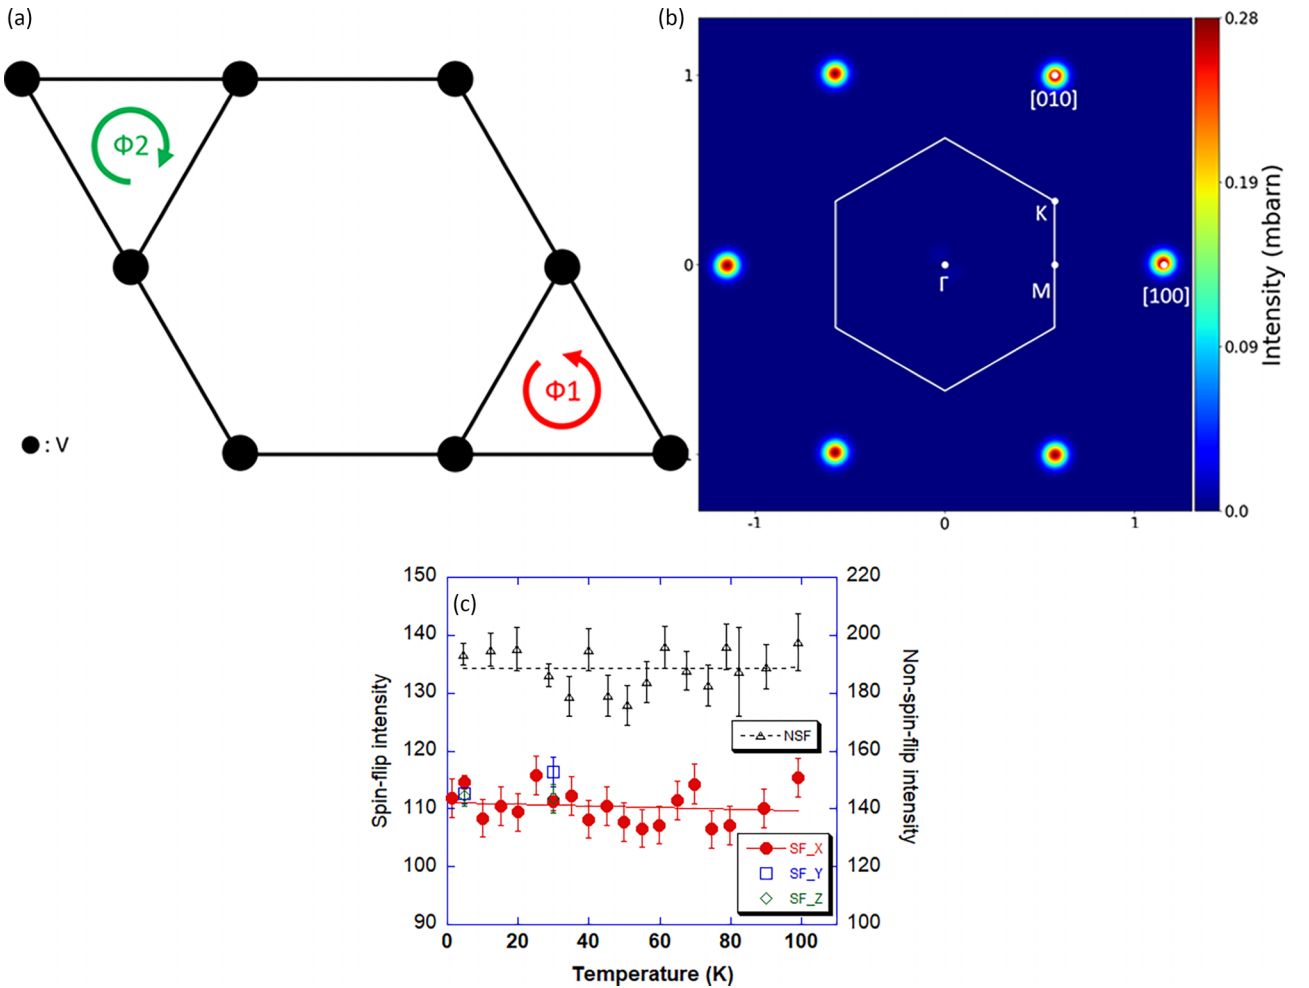 (a)
Φ2
Φ1
: V
(b)
1
0
[010]
K
M
Γ
[100]
-1
0
1
0.28
0.19
0.09
0.0
Intensity (mbarn)
(c)
150
140
130
120
110
100
90
Spin-flip intensity
220
200
180
160
140
120
100
Non-spin-flip intensity
NSF
SF_X
SF_Y
SF_Z
0
20
40
60
80
100
Temperature (K)